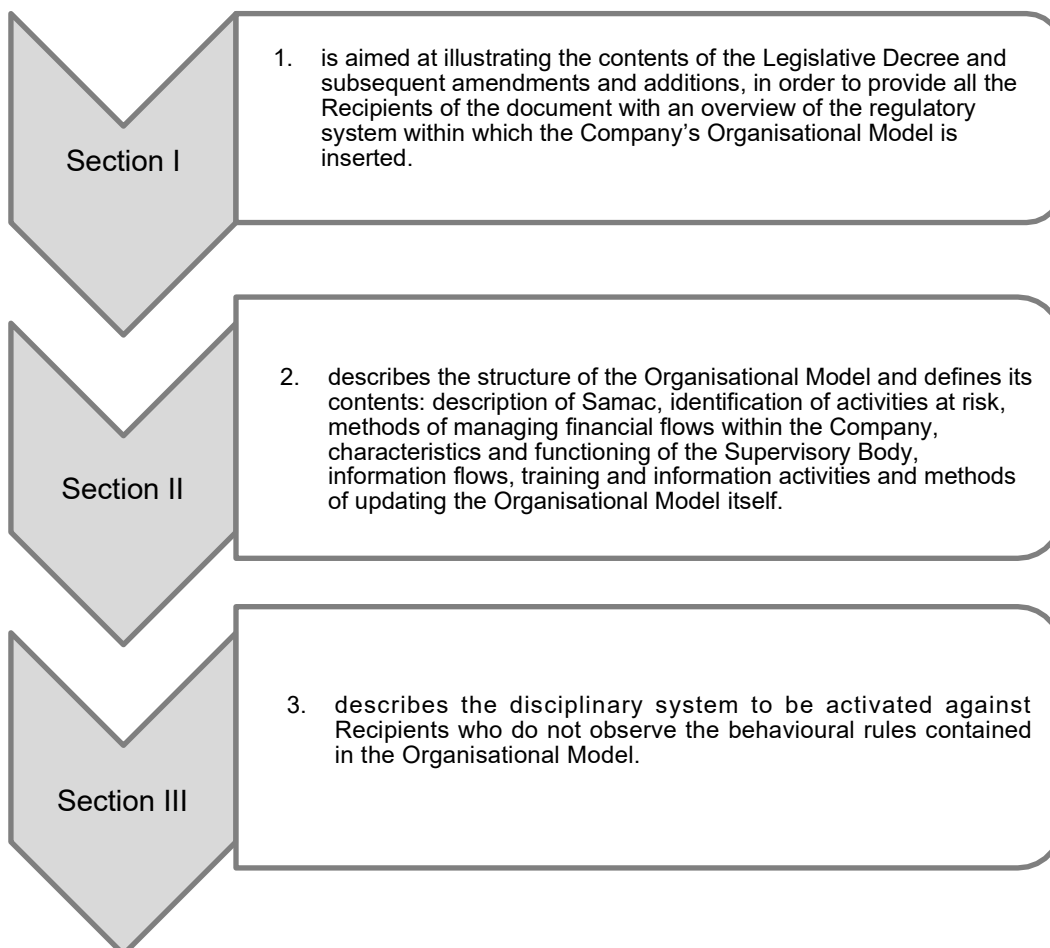 Section I
1. is aimed at illustrating the contents of the Legislative Decree and
subsequent amendments and additions, in order to provide all the
Recipients of the document with an overview of the regulatory
system within which the Company’s Organisational Model is
inserted.
Section II
2. describes the structure of the Organisational Model and defines its
contents: description of Samac, identification of activities at risk,
methods of managing financial flows within the Company,
characteristics and functioning of the Supervisory Body,
information flows, training and information activities and methods
of updating the Organisational Model itself.
Section III
3. describes the disciplinary system to be activated against
Recipients who do not observe the behavioural rules contained
in the Organisational Model.